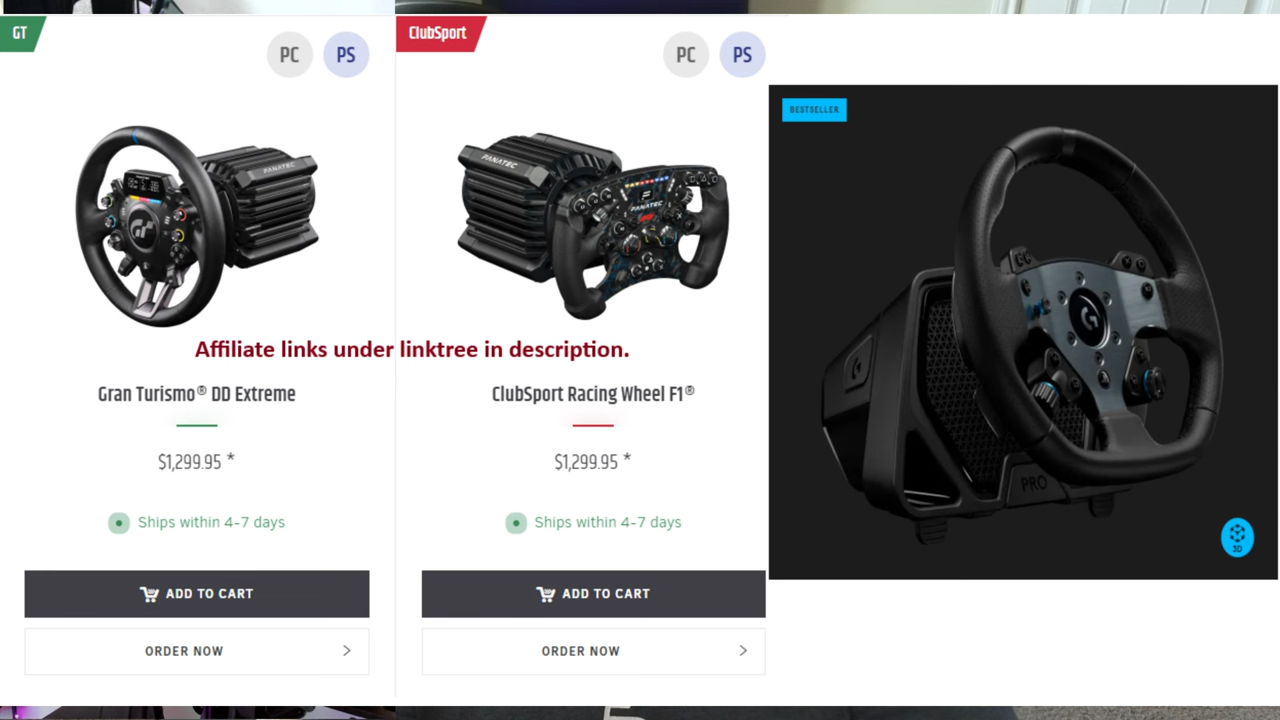 GT
PC PS
FANATEC
Gran Turismo® DD Extreme
$1,299.95 *
Ships within 4-7 days
ADD TO CART
ORDER NOW
ClubSport
PC PS
FANATEC
FANATEC
ClubSport Racing Wheel F1®
$1,299.95 *
Ships within 4-7 days
ADD TO CART
ORDER NOW
Affiliate links under linktree in description.
BESTSELLER
PRO
3D